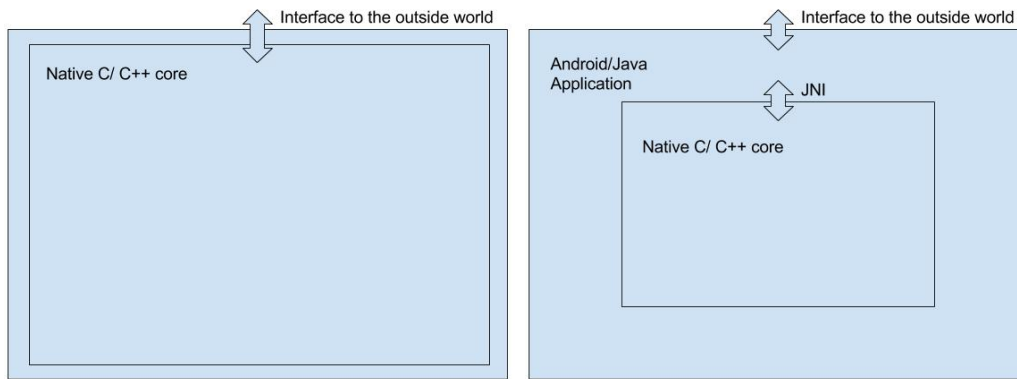 Interface to the outside world
Native C/ C++ core
Interface to the outside world
Android/Java
Application
JNI
Native C/ C++ core